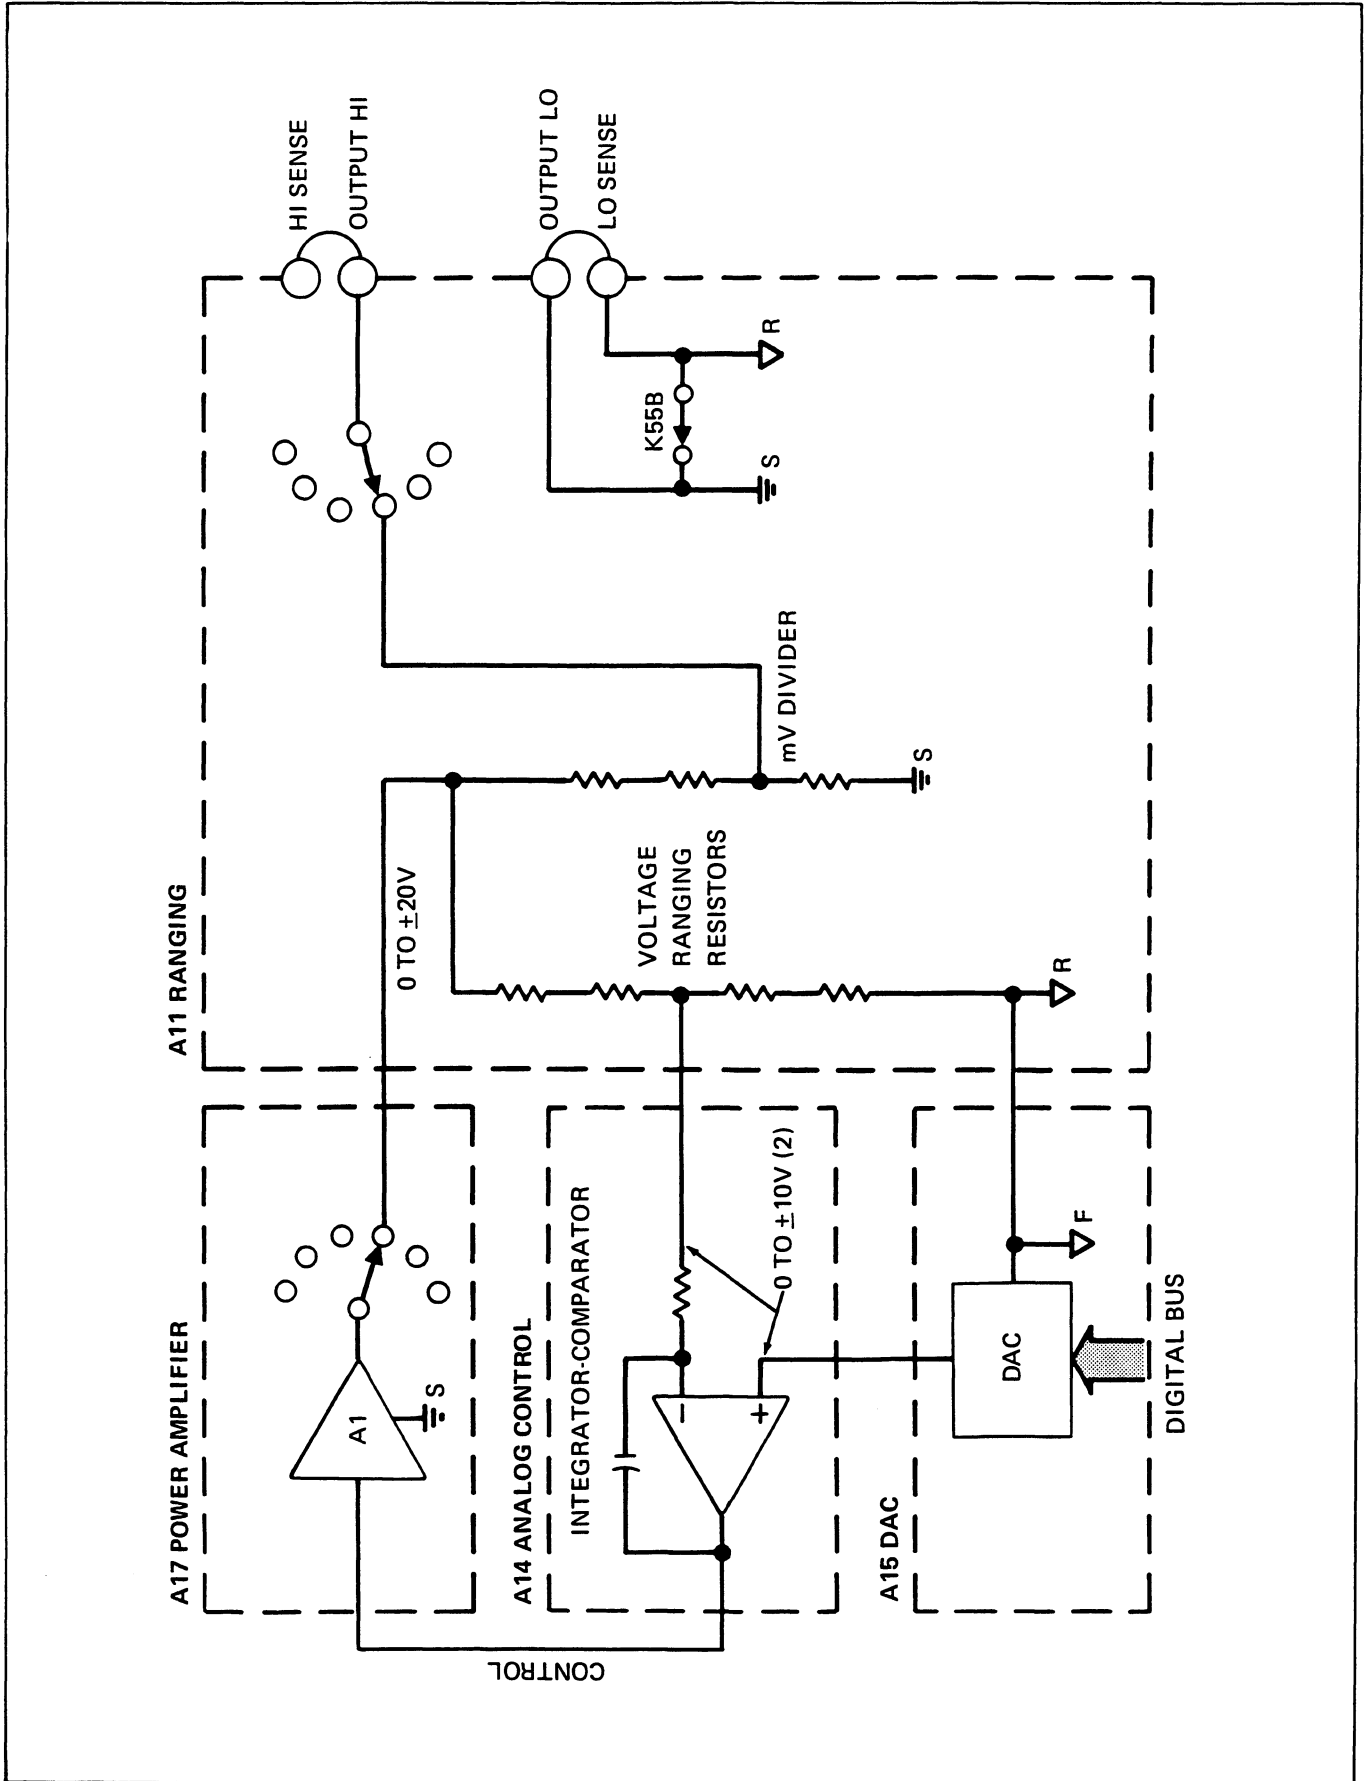 A17 POWER AMPLIFIER
A1
S
CONTROL
A14 ANALOG CONTROL
INTEGRATOR-COMPARATOR
−
+
0 TO ±10V (2)
A15 DAC
DAC
F
DIGITAL BUS
A11 RANGING
0 TO ±20V
VOLTAGE
RANGING
RESISTORS
R
mV DIVIDER
S
K55B
S
R
HI SENSE
OUTPUT HI
OUTPUT LO
LO SENSE